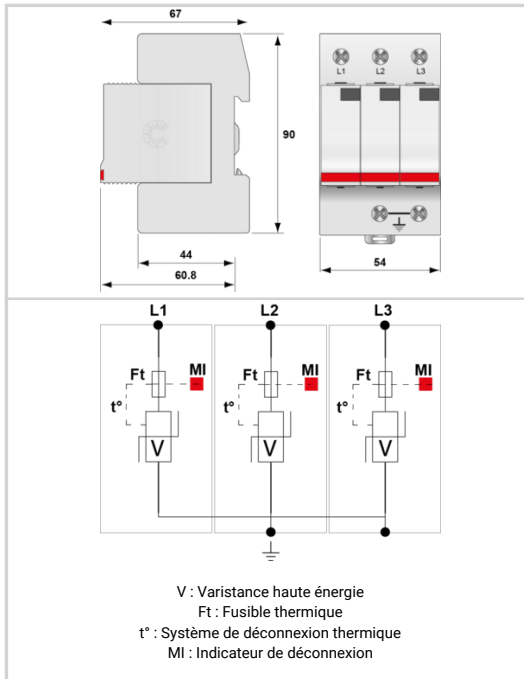 67
L1 L2 L3
90
44
60.8
54
L1 L2 L3
Ft MI Ft MI Ft MI
t° t° t°
V V V
V : Varistance haute énergie
Ft : Fusible thermique
t° : Système de déconnexion thermique
MI : Indicateur de déconnexion